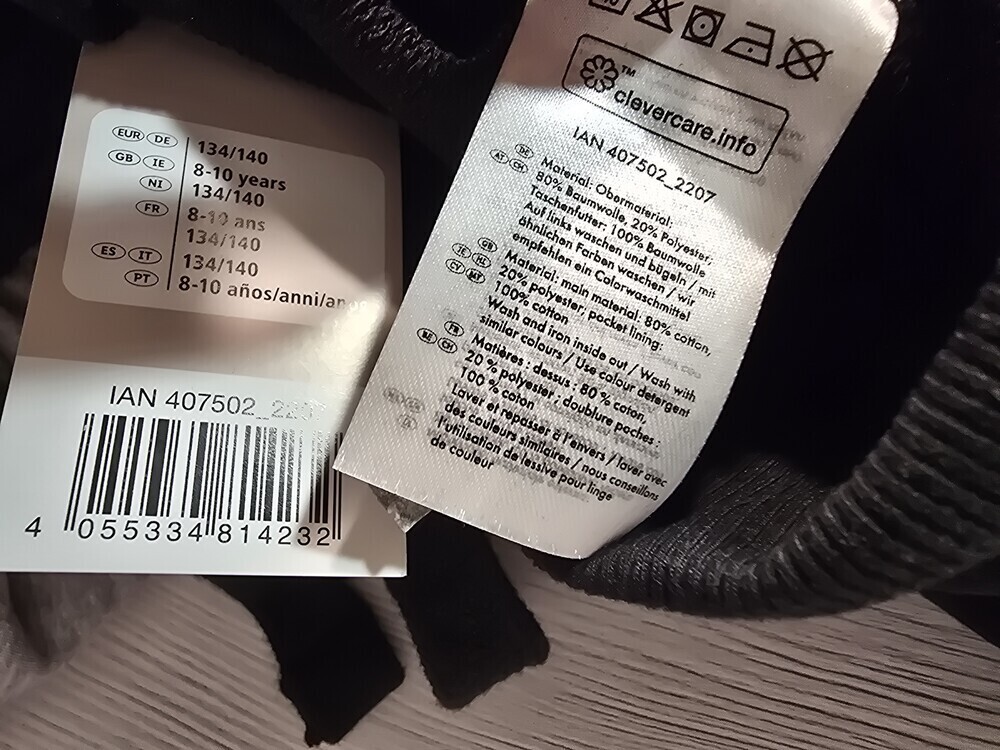 EUR DE 134/140
GB IE 8-10 years
NI 134/140
FR 8-10 ans
134/140
ES IT 134/140
PT 8-10 años/anni/an
IAN 407502_2207
4 055334 814232
™
clevercare.info
IAN 407502_2207
DE Material: Obermaterial:
AT CH 80% Baumwolle, 20% Polyester;
Taschenfutter: 100% Baumwolle
Auf links waschen und bügeln / mit
ähnlichen Farben waschen / wir
empfehlen ein Colorwaschmittel
GB Material: main material: 80% cotton,
IE NI 20% polyester; pocket lining:
CY MT 100% cotton
Wash and iron inside out / Wash with
similar colours / Use colour detergent
FR Matières : dessus : 80 % coton,
BE CH 20 % polyester ; doublure poches :
100 % coton
Laver et repasser à l'envers / laver avec
des couleurs similaires / nous conseillons
l'utilisation de lessive pour linge
de couleur